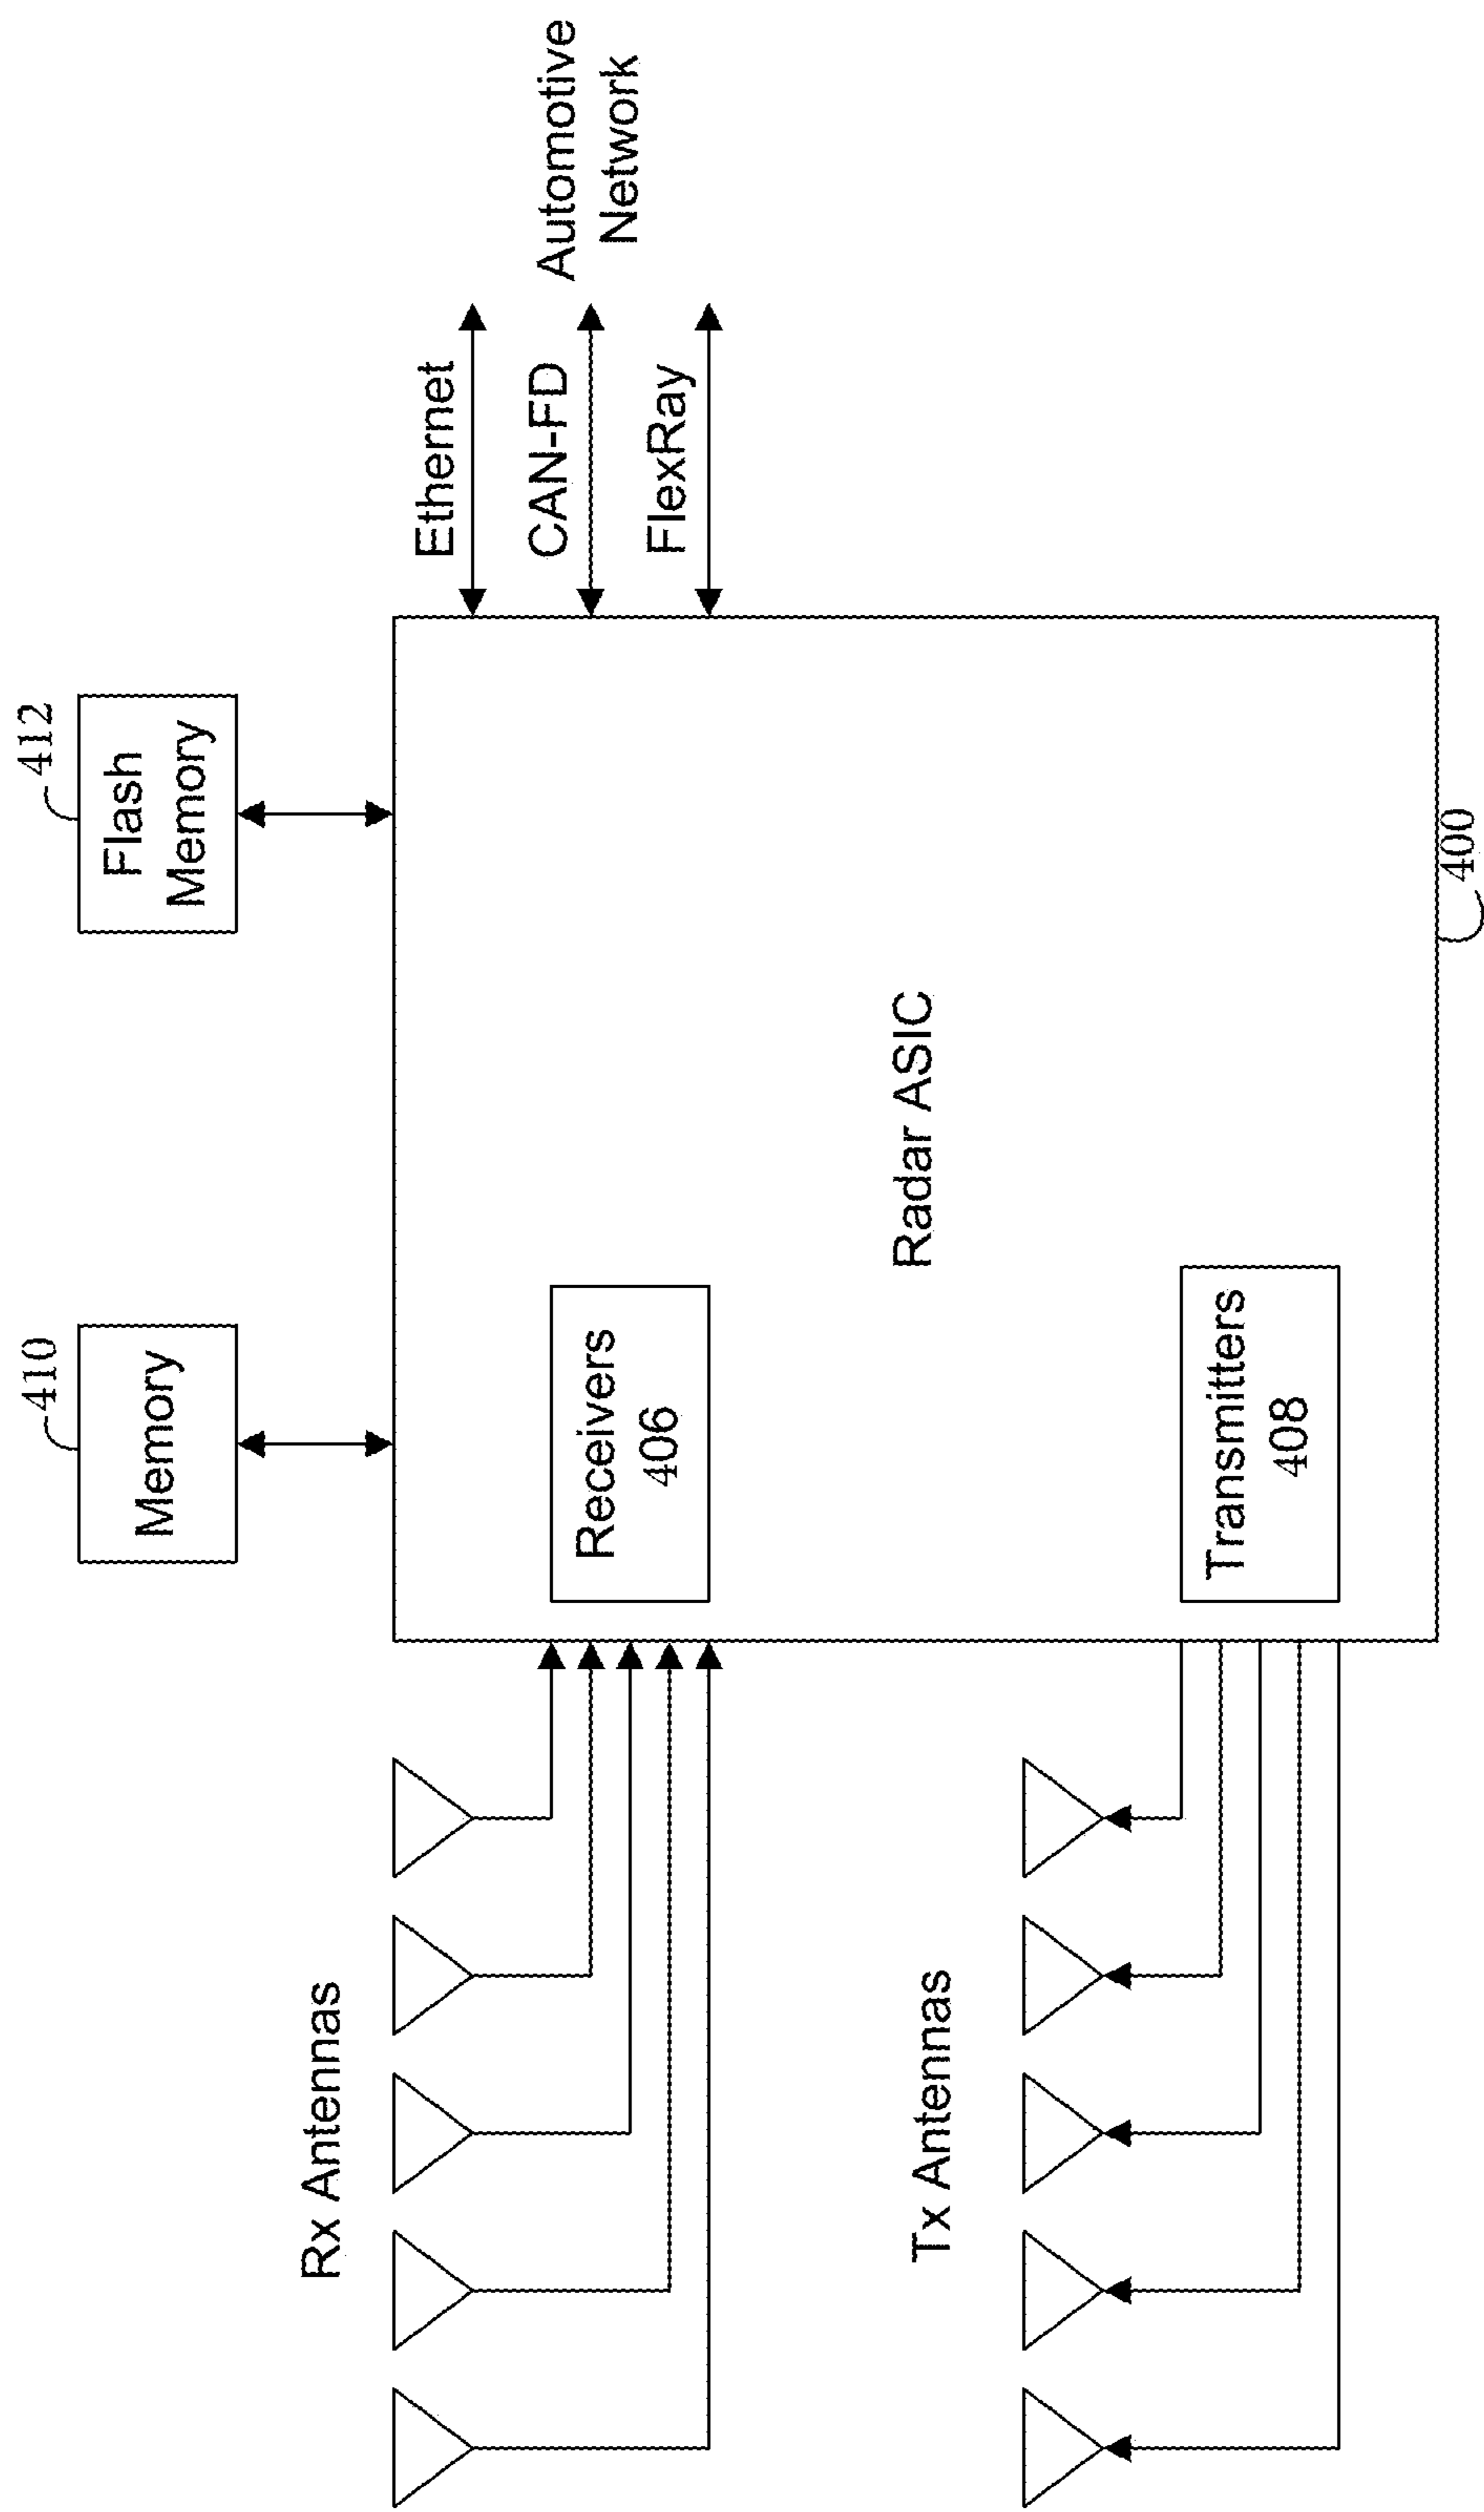 410
Memory
412
Flash
Memory
Rx Antennas
Receivers
406
Ethernet
CAN-FD
FlexRay
Automotive
Network
Radar ASIC
Tx Antennas
Transmitters
408
400